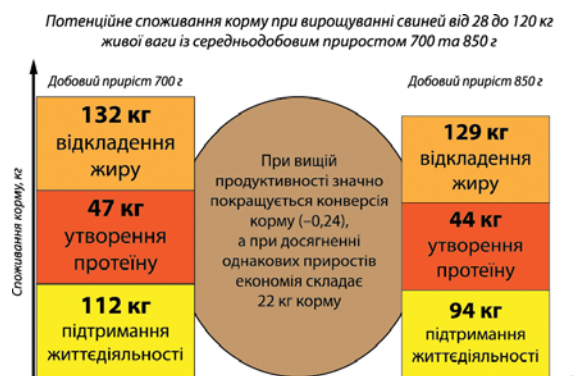 Потенційне споживання корму при вирощуванні свиней від 28 до 120 кг
живої ваги із середньодобовим приростом 700 та 850 г
Добовий приріст 700 г
Добовий приріст 850 г
Споживання корму, кг
132 кг
відкладення
жиру
47 кг
утворення
протеїну
112 кг
підтримання
життєдіяльності
При вищій
продуктивності значно
покращується конверсія
корму (–0,24),
а при досягненні
однакових приростів
економія складає
22 кг корму
129 кг
відкладення
жиру
44 кг
утворення
протеїну
94 кг
підтримання
життєдіяльності